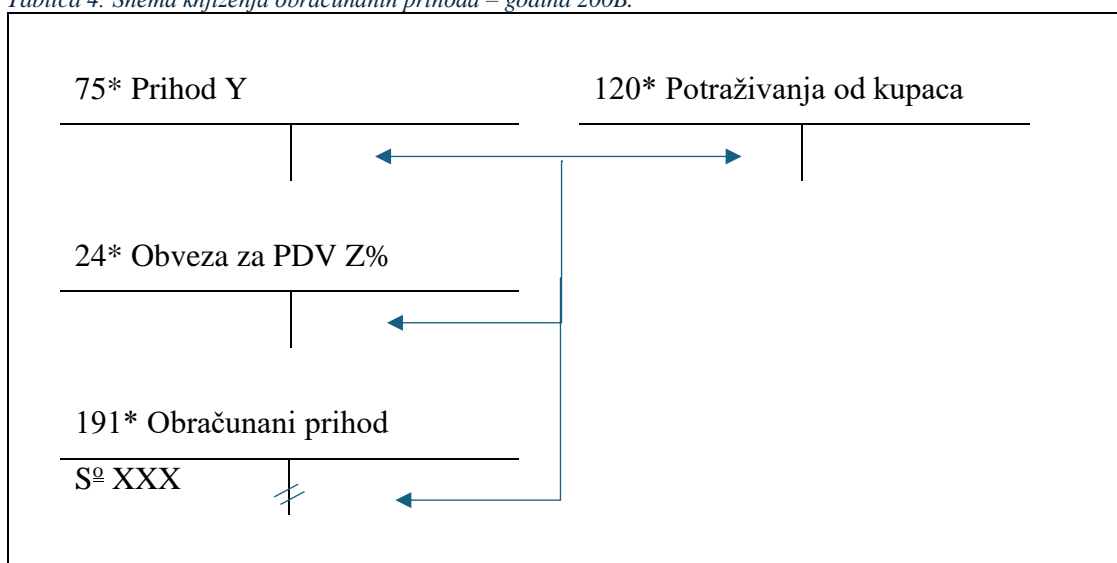 Tablica 4: Shema knjiženja obračunanih prihoda – godina 200B.
75* Prihod Y
120* Potraživanja od kupaca
24* Obveza za PDV Z%
191* Obračunani prihod
Sº XXX